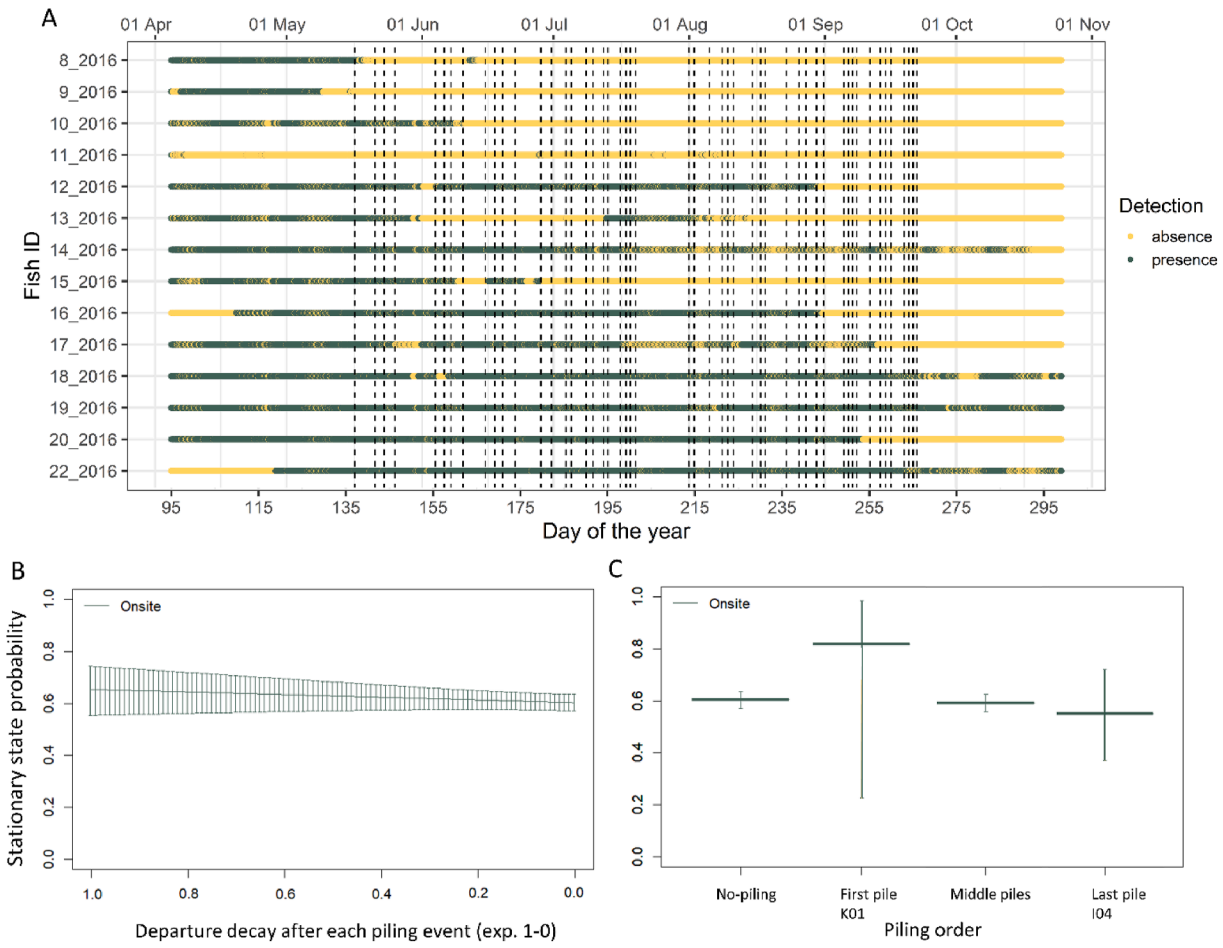 A
01 Apr 01 May 01 Jun 01 Jul 01 Aug 01 Sep 01 Oct 01 Nov
Fish ID
8_2016
9_2016
10_2016
11_2016
12_2016
13_2016
14_2016
15_2016
16_2016
17_2016
18_2016
19_2016
20_2016
22_2016
95 115 135 155 175 195 215 235 255 275 295
Day of the year
Detection
absence
presence
B
Stationary state probability
1.0
0.8
0.6
0.4
0.2
0.0
Onsite
1.0 0.8 0.6 0.4 0.2 0.0
Departure decay after each piling event (exp. 1-0)
C
1.0
0.8
0.6
0.4
0.2
0.0
Onsite
No-piling First pile Middle piles Last pile
K01 I04
Piling order